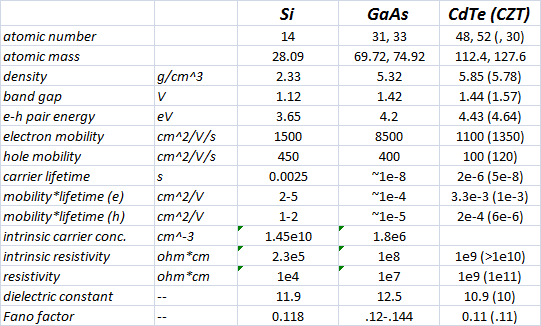 Si GaAs CdTe (CZT)
atomic number 14 31, 33 48, 52 (, 30)
atomic mass 28.09 69.72, 74.92 112.4, 127.6
density g/cm^3 2.33 5.32 5.85 (5.78)
band gap V 1.12 1.42 1.44 (1.57)
e-h pair energy eV 3.65 4.2 4.43 (4.64)
electron mobility cm^2/V/s 1500 8500 1100 (1350)
hole mobility cm^2/V/s 450 400 100 (120)
carrier lifetime s 0.0025 ~1e-8 2e-6 (5e-8)
mobility*lifetime (e) cm^2/V 2-5 ~1e-4 3.3e-3 (1e-3)
mobility*lifetime (h) cm^2/V 1-2 ~1e-5 2e-4 (6e-6)
intrinsic carrier conc. cm^-3 1.45e10 1.8e6
intrinsic resistivity ohm*cm 2.3e5 1e8 1e9 (>1e10)
resistivity ohm*cm 1e4 1e7 1e9 (1e11)
dielectric constant -- 11.9 12.5 10.9 (10)
Fano factor -- 0.118 .12-.144 0.11 (.11)